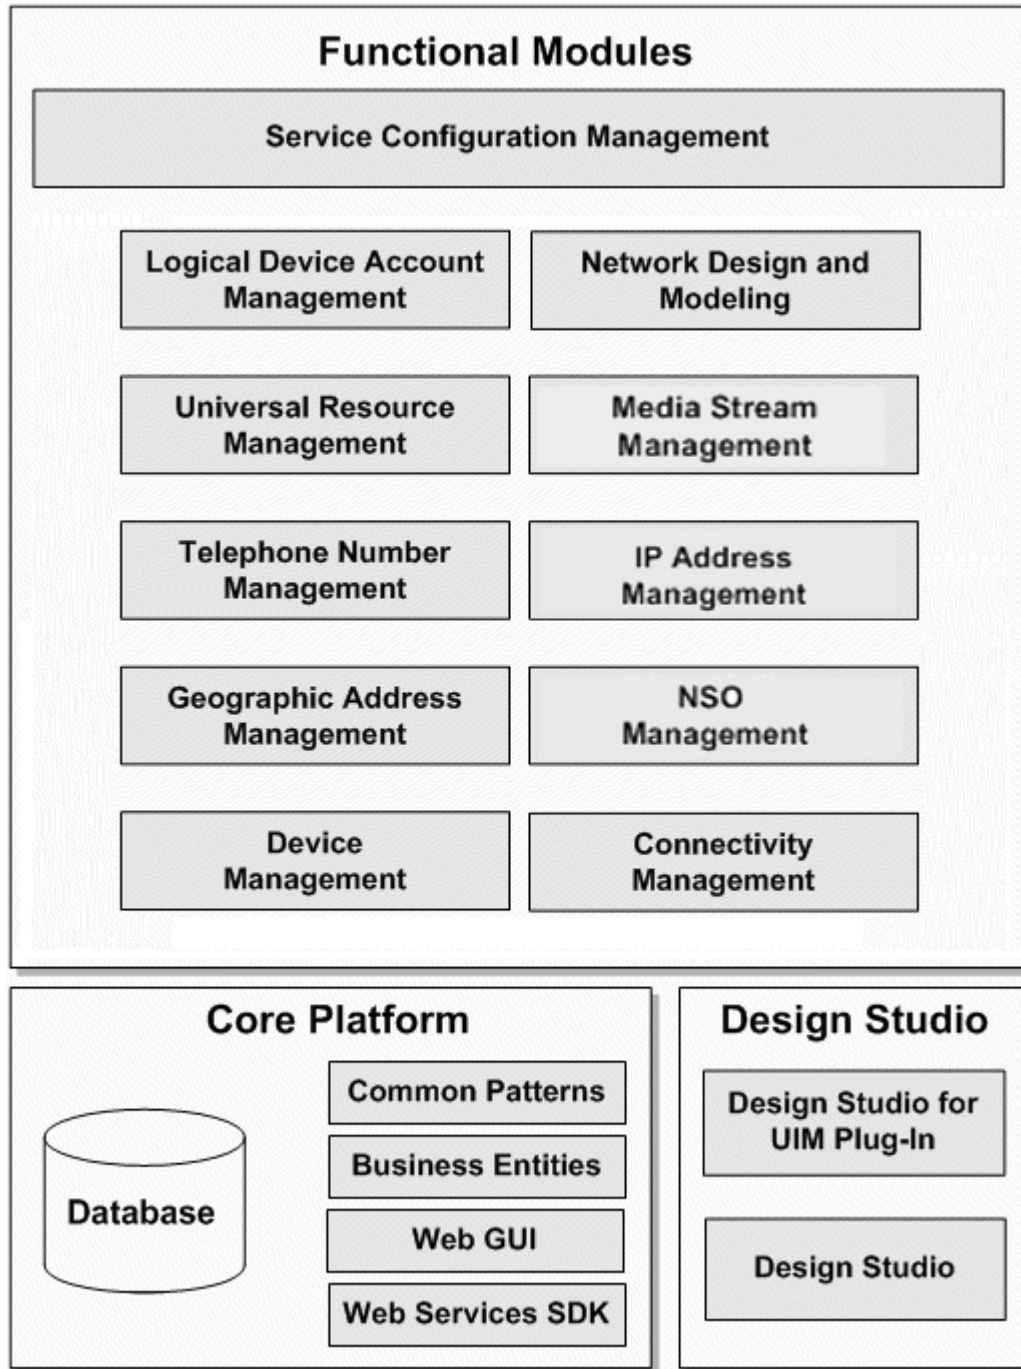 Functional Modules
Service Configuration Management
Logical Device Account
Management
Network Design and
Modeling
Universal Resource
Management
Media Stream
Management
Telephone Number
Management
IP Address
Management
Geographic Address
Management
NSO
Management
Device
Management
Connectivity
Management
Core Platform
Database
Common Patterns
Business Entities
Web GUI
Web Services SDK
Design Studio
Design Studio for
UIM Plug-In
Design Studio